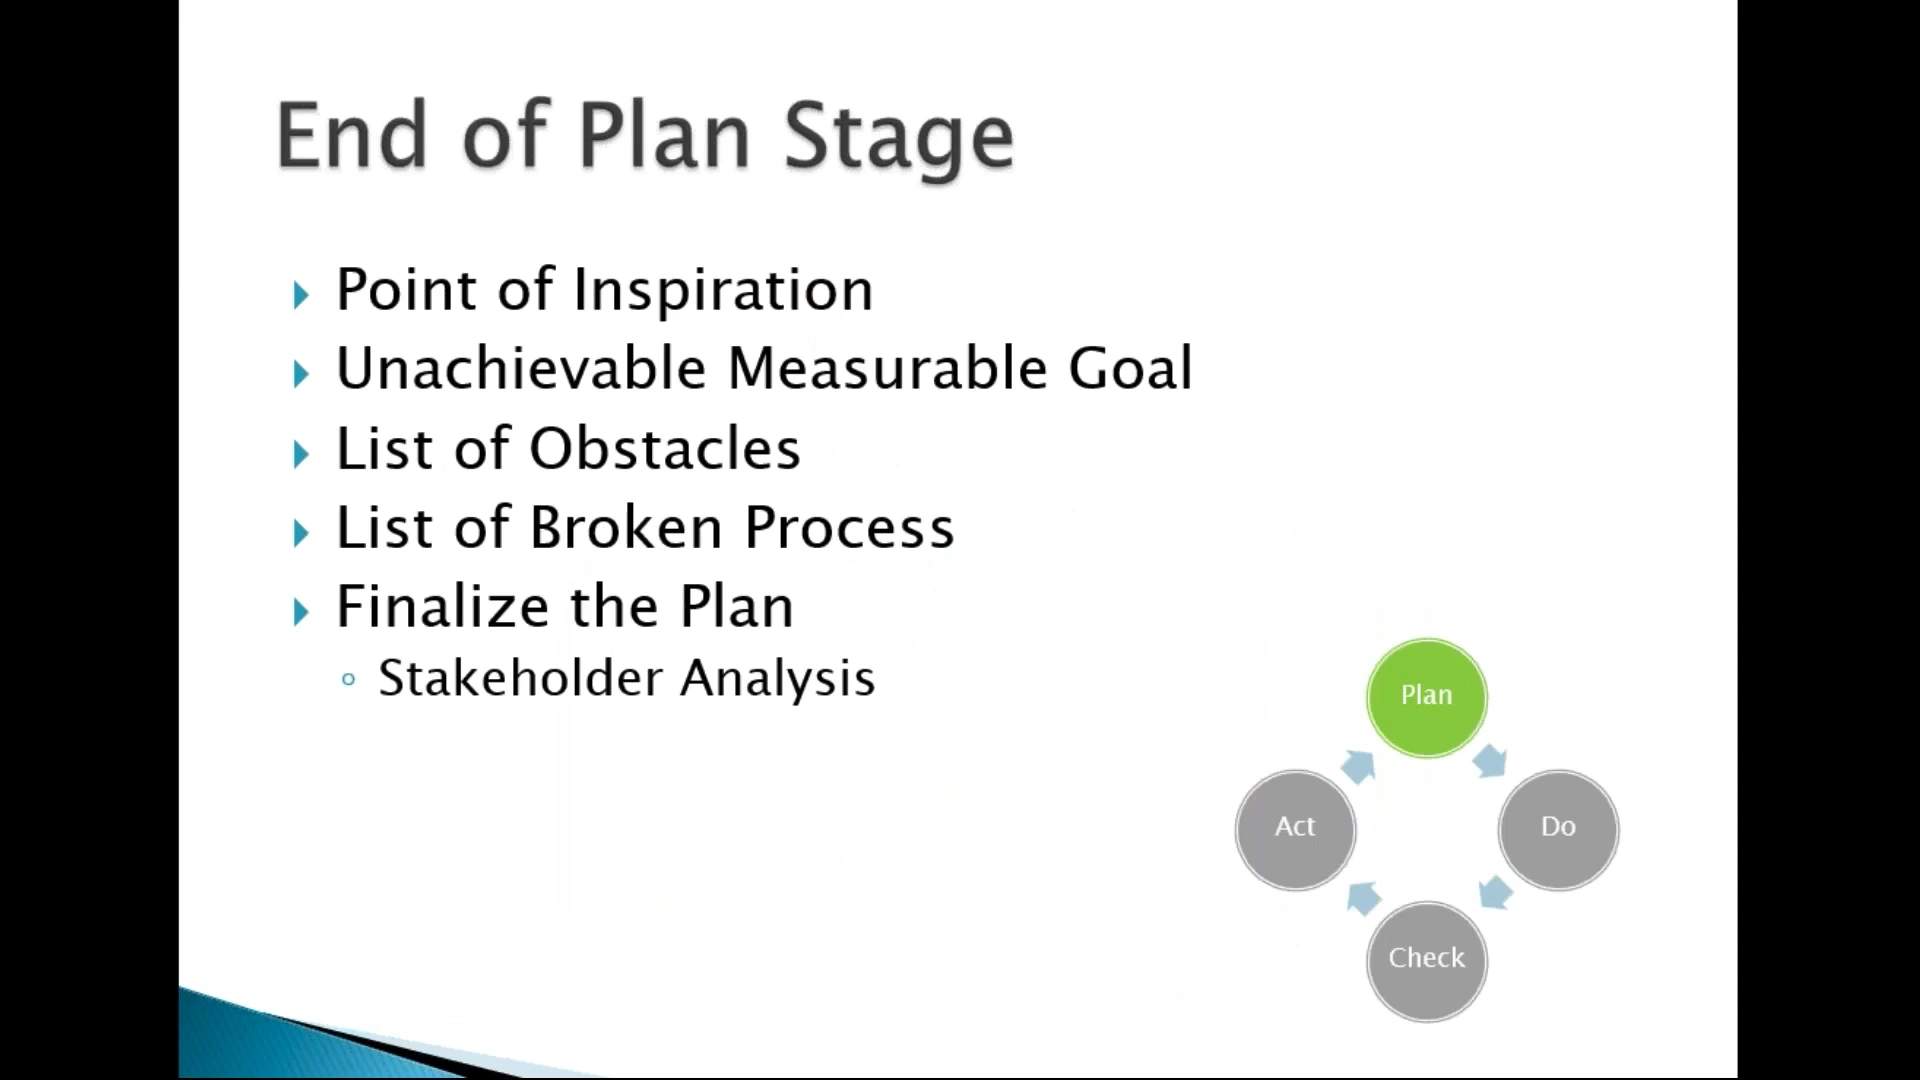 End of Plan Stage
Point of Inspiration
Unachievable Measurable Goal
List of Obstacles
List of Broken Process
Finalize the Plan
Stakeholder Analysis
Plan
Act
Do
Check